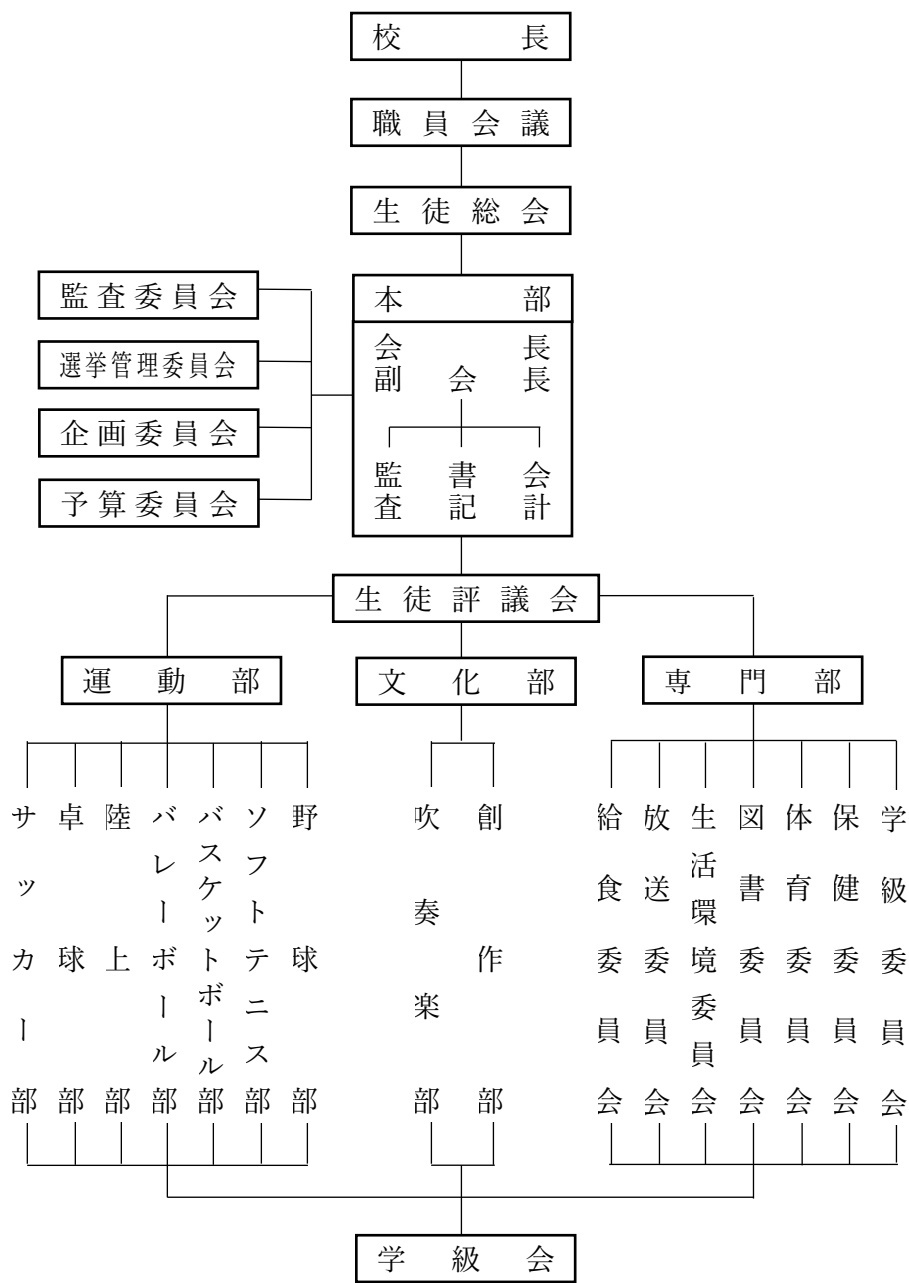 校長
職員会議
生徒総会
監査委員会
選挙管理委員会
企画委員会
予算委員会
本部
会長
副会長
監査
書記
会計
生徒評議会
運動部
文化部
専門部
サッカー部
卓球部
陸上部
バレーボール部
バスケットボール部
ソフトテニス部
野球部
吹奏楽部
創作部
給食委員会
放送委員会
生活環境委員会
図書委員会
体育委員会
保健委員会
学級委員会
学級会